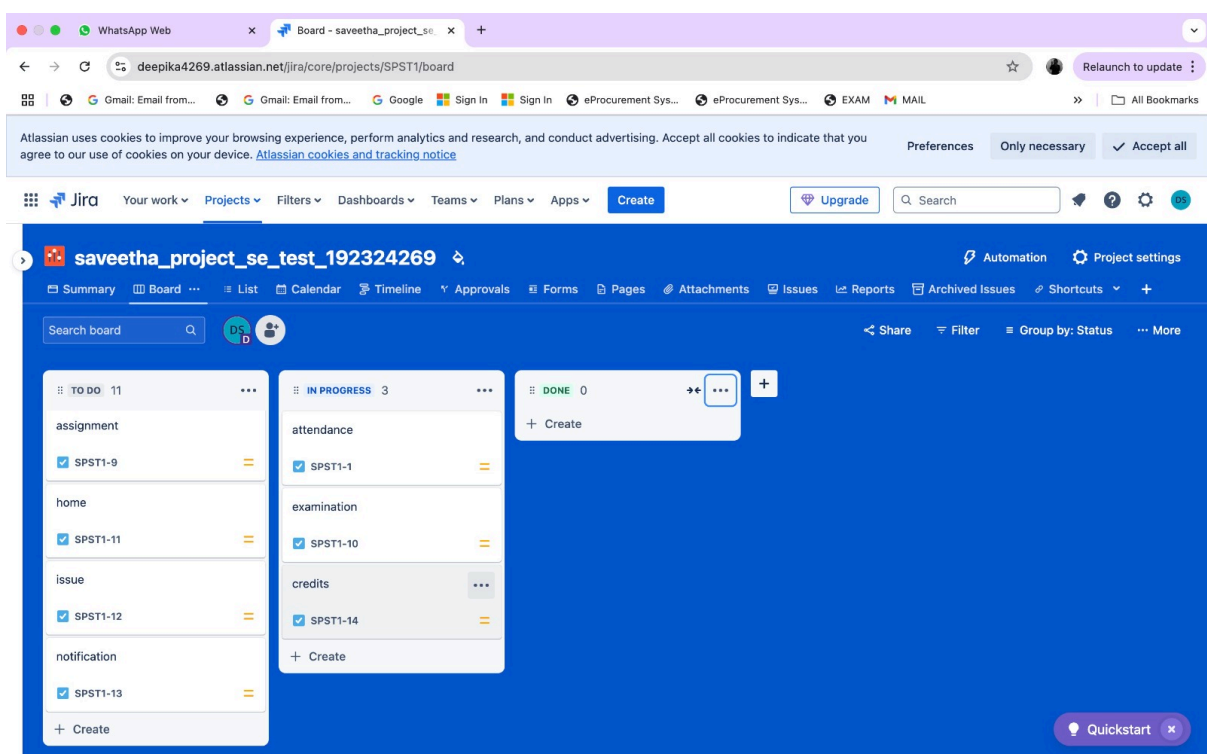 WhatsApp Web
Board - saveetha_project_se_
deepika4269.atlassian.net/jira/core/projects/SPST1/board
Relaunch to update
Gmail: Email from...
Gmail: Email from...
Google
Sign In
Sign In
eProcurement Sys...
eProcurement Sys...
EXAM
MAIL
All Bookmarks
Atlassian uses cookies to improve your browsing experience, perform analytics and research, and conduct advertising. Accept all cookies to indicate that you
agree to our use of cookies on your device. Atlassian cookies and tracking notice
Preferences
Only necessary
Accept all
Jira
Your work
Projects
Filters
Dashboards
Teams
Plans
Apps
Create
Upgrade
Search
DS
saveetha_project_se_test_192324269
Automation
Project settings
Summary
Board
List
Calendar
Timeline
Approvals
Forms
Pages
Attachments
Issues
Reports
Archived Issues
Shortcuts
Search board
DS
D
Share
Filter
Group by: Status
More
TO DO 11
assignment
SPST1-9
home
SPST1-11
issue
SPST1-12
notification
SPST1-13
+ Create
IN PROGRESS 3
attendance
SPST1-1
examination
SPST1-10
credits
SPST1-14
+ Create
DONE 0
+ Create
Quickstart